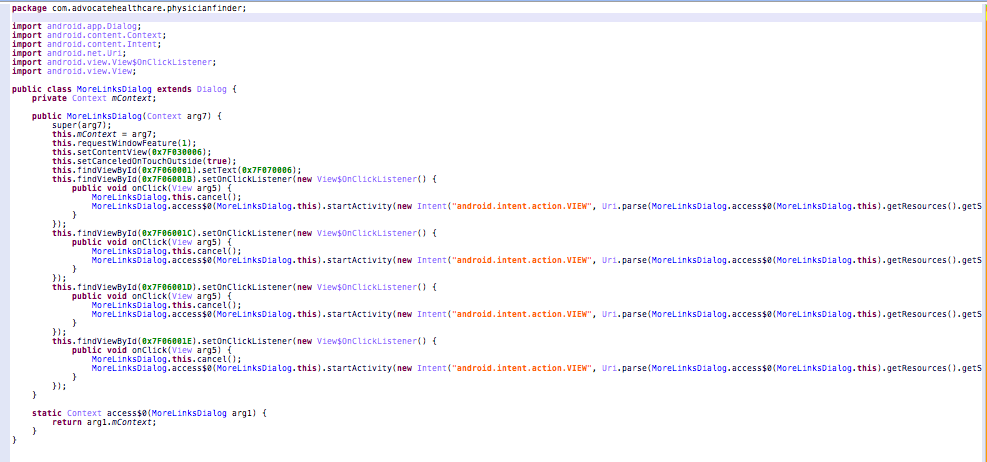 package com.advocatehealthcare.physicianfinder;
import android.app.Dialog;
import android.content.Context;
import android.content.Intent;
import android.net.Uri;
import android.view.View$OnClickListener;
import android.view.View;
public class MoreLinksDialog extends Dialog {
private Context mContext;
public MoreLinksDialog(Context arg7) {
super(arg7);
this.mContext = arg7;
this.requestWindowFeature(1);
this.setContentView(0x7F030006);
this.setCanceledOnTouchOutside(true);
this.findViewById(0x7F060001).setText(0x7F070006);
this.findViewById(0x7F06001B).setOnClickListener(new View$OnClickListener() {
public void onClick(View arg5) {
MoreLinksDialog.this.cancel();
MoreLinksDialog.access$0(MoreLinksDialog.this).startActivity(new Intent("android.intent.action.VIEW", Uri.parse(MoreLinksDialog.access$0(MoreLinksDialog.this).getResources().getS
}
});
this.findViewById(0x7F06001C).setOnClickListener(new View$OnClickListener() {
public void onClick(View arg5) {
MoreLinksDialog.this.cancel();
MoreLinksDialog.access$0(MoreLinksDialog.this).startActivity(new Intent("android.intent.action.VIEW", Uri.parse(MoreLinksDialog.access$0(MoreLinksDialog.this).getResources().getS
}
});
this.findViewById(0x7F06001D).setOnClickListener(new View$OnClickListener() {
public void onClick(View arg5) {
MoreLinksDialog.this.cancel();
MoreLinksDialog.access$0(MoreLinksDialog.this).startActivity(new Intent("android.intent.action.VIEW", Uri.parse(MoreLinksDialog.access$0(MoreLinksDialog.this).getResources().getS
}
});
this.findViewById(0x7F06001E).setOnClickListener(new View$OnClickListener() {
public void onClick(View arg5) {
MoreLinksDialog.this.cancel();
MoreLinksDialog.access$0(MoreLinksDialog.this).startActivity(new Intent("android.intent.action.VIEW", Uri.parse(MoreLinksDialog.access$0(MoreLinksDialog.this).getResources().getS
}
});
}
static Context access$0(MoreLinksDialog arg1) {
return arg1.mContext;
}
}